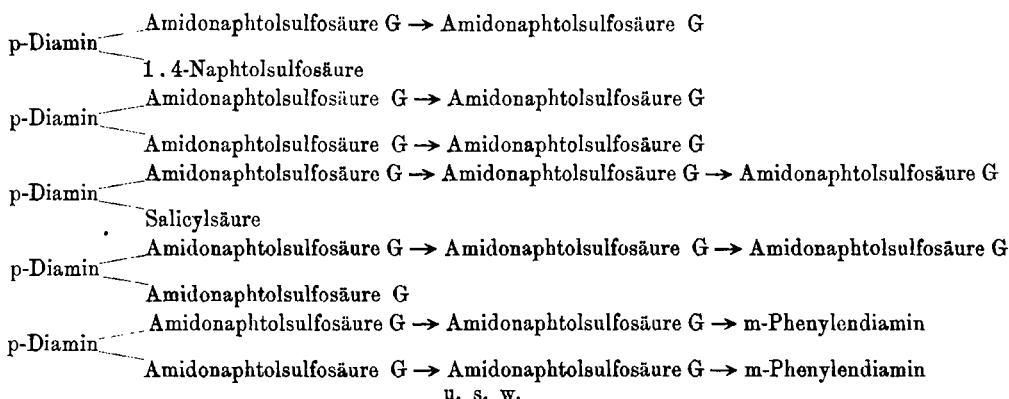 Amidonaphtolsulfosäure G → Amidonaphtolsulfosäure G
p-Diamin
1.4-Naphtolsulfosäure
Amidonaphtolsulfosäure G → Amidonaphtolsulfosäure G
p-Diamin
Amidonaphtolsulfosäure G → Amidonaphtolsulfosäure G
Amidonaphtolsulfosäure G → Amidonaphtolsulfosäure G → Amidonaphtolsulfosäure G
p-Diamin
Salicylsäure
Amidonaphtolsulfosäure G → Amidonaphtolsulfosäure G → Amidonaphtolsulfosäure G
p-Diamin
Amidonaphtolsulfosäure G
Amidonaphtolsulfosäure G → Amidonaphtolsulfosäure G → m-Phenylendiamin
p-Diamin
Amidonaphtolsulfosäure G → Amidonaphtolsulfosäure G → m-Phenylendiamin
u. s. w.